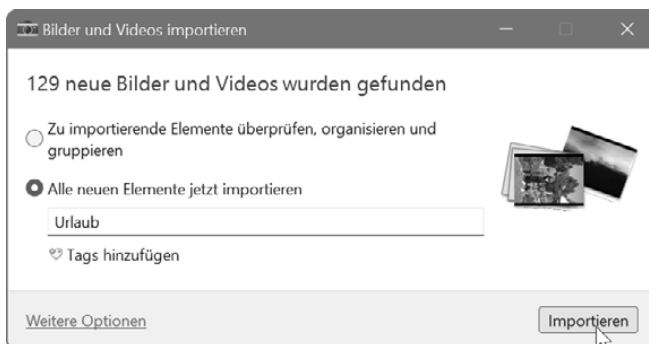 Bilder und Videos importieren
129 neue Bilder und Videos wurden gefunden
Zu importierende Elemente überprüfen, organisieren und
gruppieren
Alle neuen Elemente jetzt importieren
Urlaub
Tags hinzufügen
Weitere Optionen
Importieren